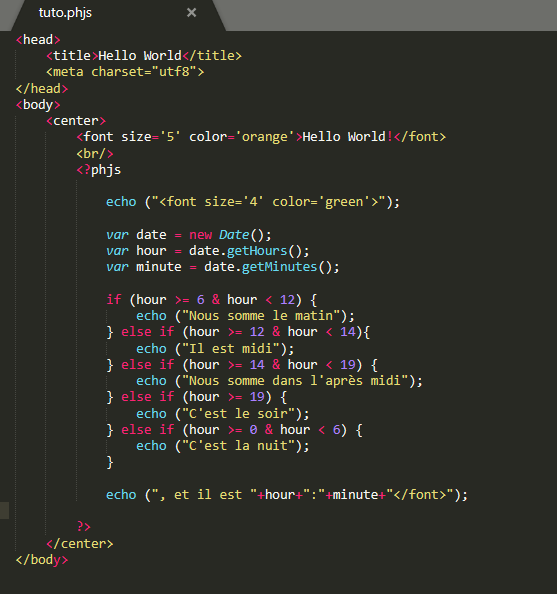 tuto.phjs ×
<head>
    <title>Hello World</title>
    <meta charset="utf8">
</head>
<body>
    <center>
        <font size='5' color='orange'>Hello World!</font>
        <br/>
        <?phjs

            echo ("<font size='4' color='green'>");

            var date = new Date();
            var hour = date.getHours();
            var minute = date.getMinutes();

            if (hour >= 6 & hour < 12) {
                echo ("Nous somme le matin");
            } else if (hour >= 12 & hour < 14){
                echo ("Il est midi");
            } else if (hour >= 14 & hour < 19) {
                echo ("Nous somme dans l'après midi");
            } else if (hour >= 19) {
                echo ("C'est le soir");
            } else if (hour >= 0 & hour < 6) {
                echo ("C'est la nuit");
            }

            echo (", et il est "+hour+":"+minute+"</font>");

        ?>
    </center>
</body>